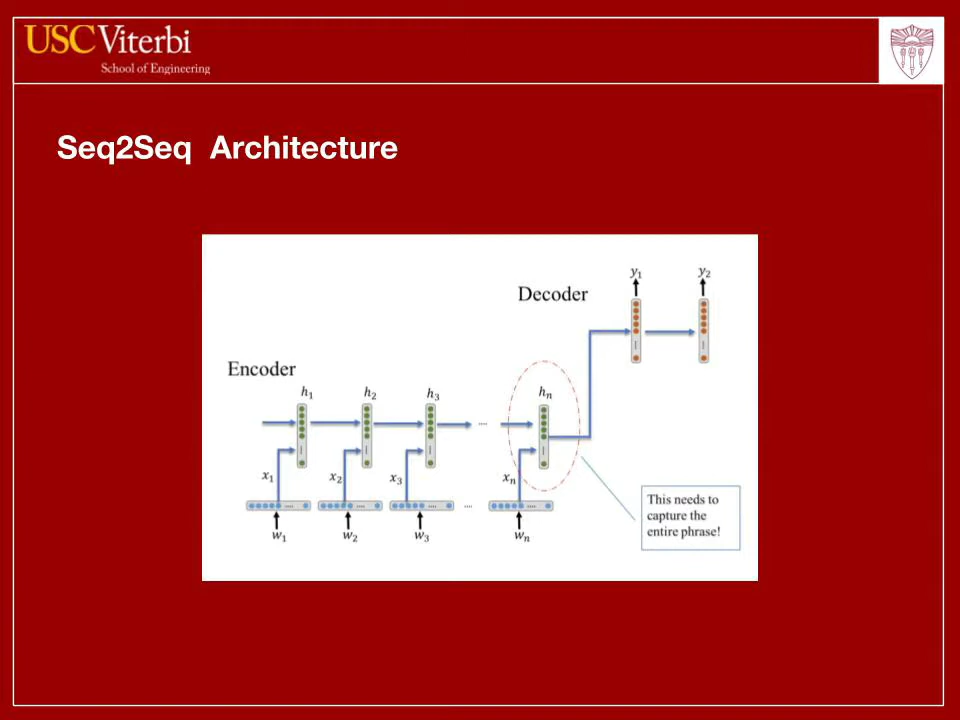 USC Viterbi
School of Engineering
Seq2Seq Architecture
y₁ y₂
Decoder
Encoder
h₁ h₂ h₃ hₙ
....
x₁ x₂ x₃ xₙ
.... .... .... .... ....
w₁ w₂ w₃ wₙ
This needs to
capture the
entire phrase!